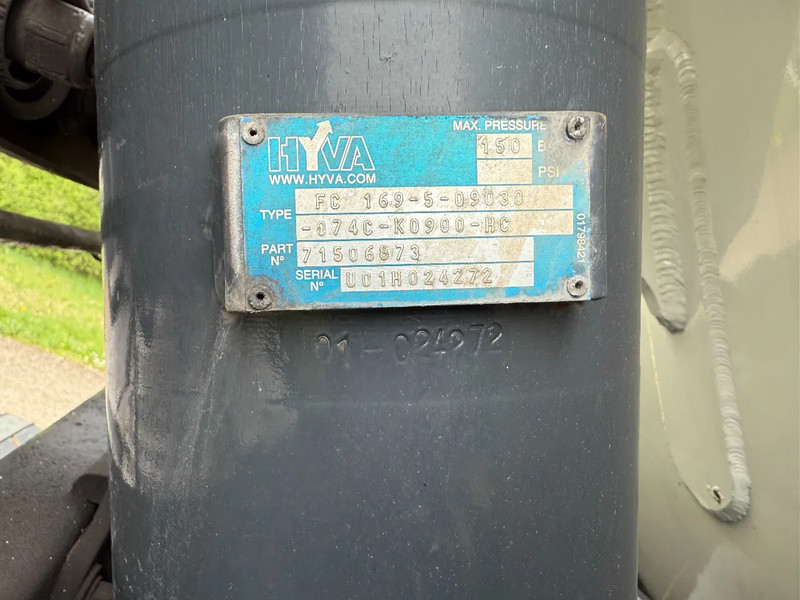 MAX. PRESSURE
HYVA
150 B
PSI
WWW.HYVA.COM
TYPE FC 169-5-09030
-074C-K0900-HC
PART N° 71506873
SERIAL N° U01H024272
01798421
01-024272